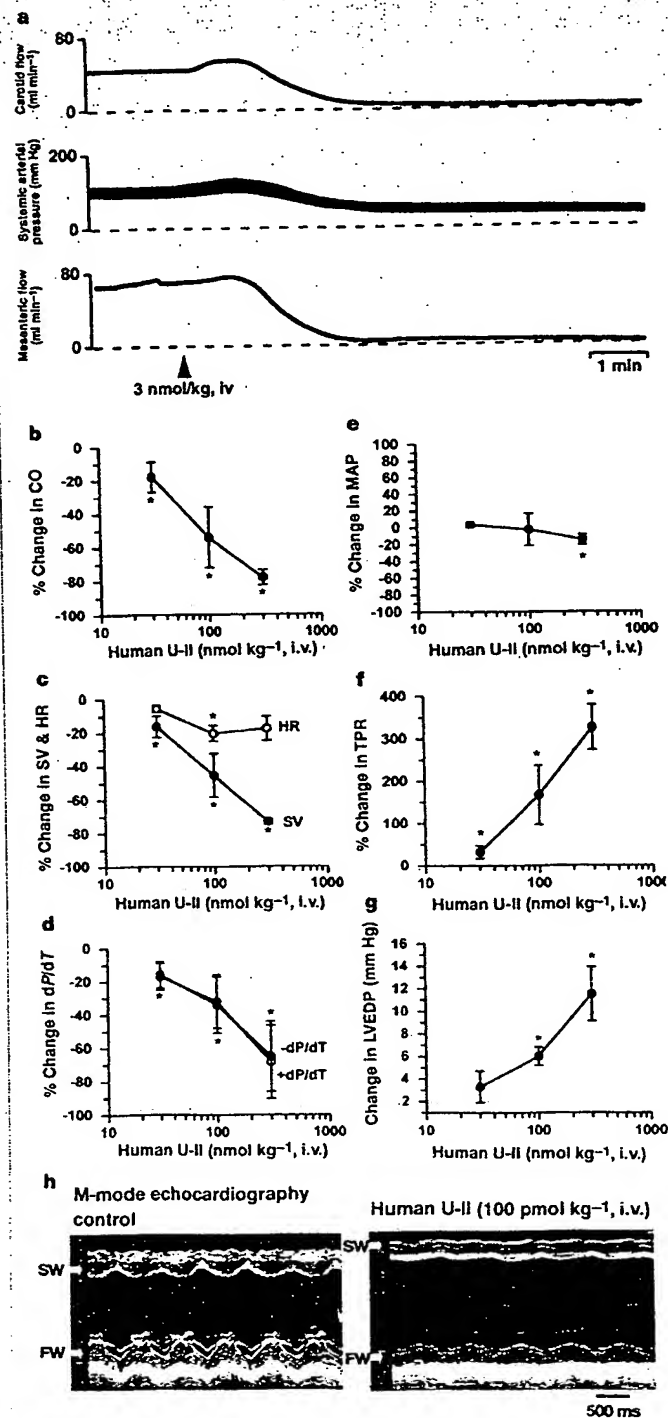 a
80
0
Carotid flow
(ml min⁻¹)
200
0
Systemic arterial
pressure (mm Hg)
80
0
Mesenteric flow
(ml min⁻¹)
3 nmol/kg, iv
1 min
b
0
-20
-40
-60
-80
-100
% Change in CO
*
*
*
10
100
1000
Human U-II (nmol kg⁻¹, i.v.)
e
100
80
60
40
20
0
-20
-40
-60
-80
-100
% Change in MAP
*
10
100
1000
Human U-II (nmol kg⁻¹, i.v.)
c
0
-20
-40
-60
-80
-100
% Change in SV & HR
*
HR
*
*
SV
*
10
100
1000
Human U-II (nmol kg⁻¹, i.v.)
f
400
300
200
100
0
% Change in TPR
*
*
*
10
100
1000
Human U-II (nmol kg⁻¹, i.v.)
d
0
-20
-40
-60
-80
-100
% Change in dP/dT
*
*
*
-dP/dT
+dP/dT
10
100
1000
Human U-II (nmol kg⁻¹, i.v.)
g
16
14
12
10
8
6
4
2
Change in LVEDP (mm Hg)
*
*
10
100
1000
Human U-II (nmol kg⁻¹, i.v.)
h
M-mode echocardiography
control
SW
FW
Human U-II (100 pmol kg⁻¹, i.v.)
SW
FW
500 ms